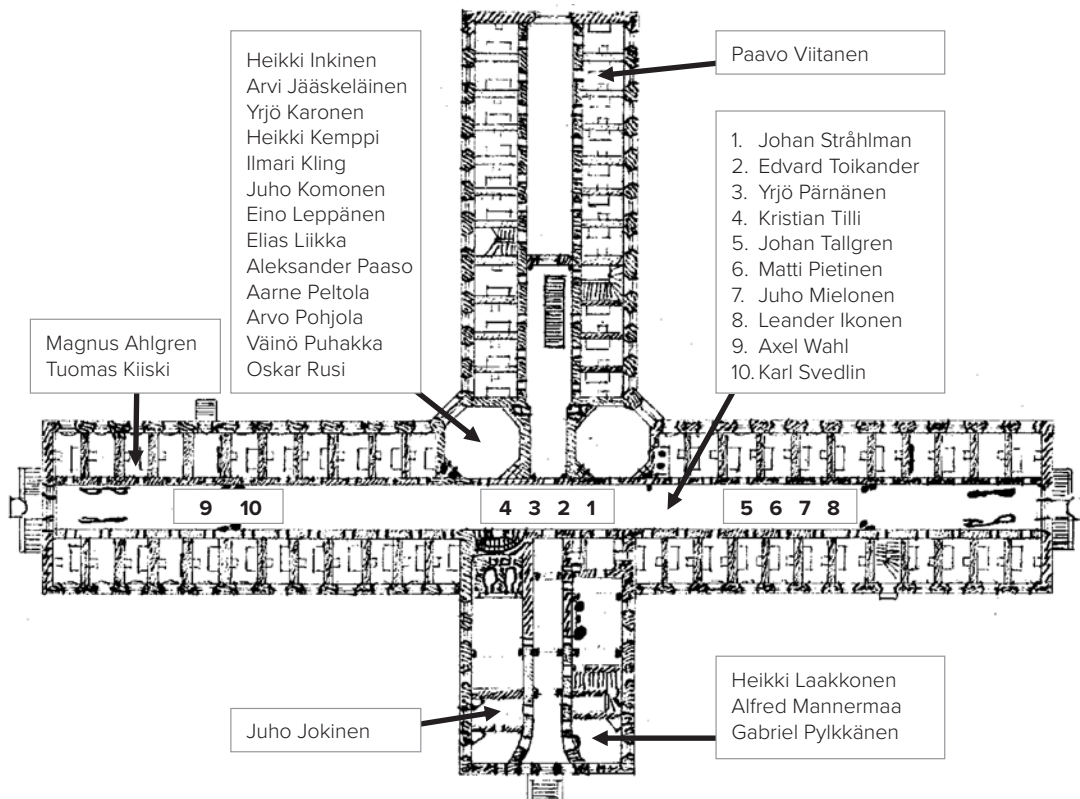 Heikki Inkinen
Arvi Jääskeläinen
Yrjö Karonen
Heikki Kemppi
Ilmari Kling
Juho Komonen
Eino Leppänen
Elias Liikka
Aleksander Paaso
Aarne Peltola
Arvo Pohjola
Väinö Puhakka
Oskar Rusi
Paavo Viitanen
1. Johan Stråhlman
2. Edvard Toikander
3. Yrjö Pärnänen
4. Kristian Tilli
5. Johan Tallgren
6. Matti Pietinen
7. Juho Mielonen
8. Leander Ikonen
9. Axel Wahl
10. Karl Svedlin
Magnus Ahlgren
Tuomas Kiiski
9 10
4 3 2 1
5 6 7 8
Juho Jokinen
Heikki Laakkonen
Alfred Mannermaa
Gabriel Pylkkänen